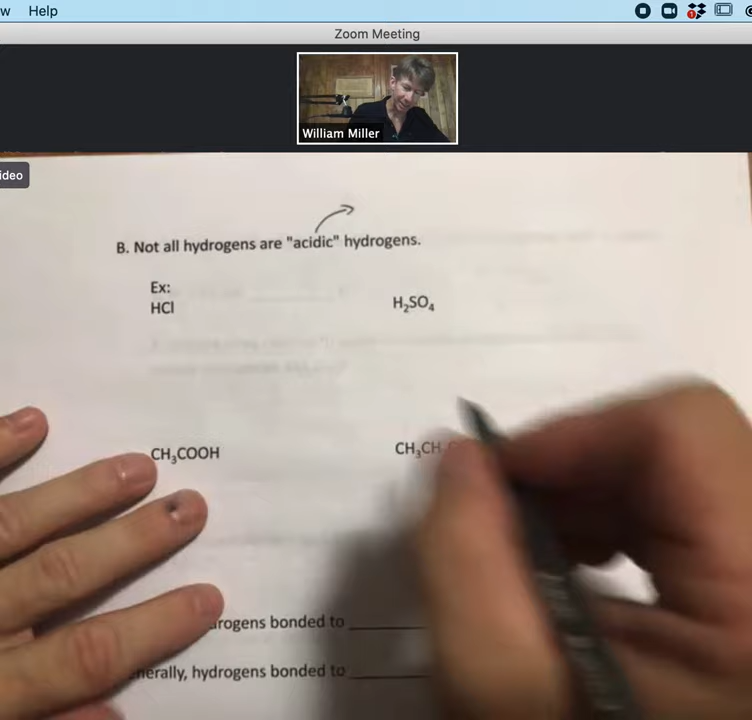 w Help
Zoom Meeting
William Miller
ideo
B. Not all hydrogens are "acidic" hydrogens.
Ex:
HCl
H₂SO₄
CH₃COOH
CH₃CH
rogens bonded to
nerally, hydrogens bonded to